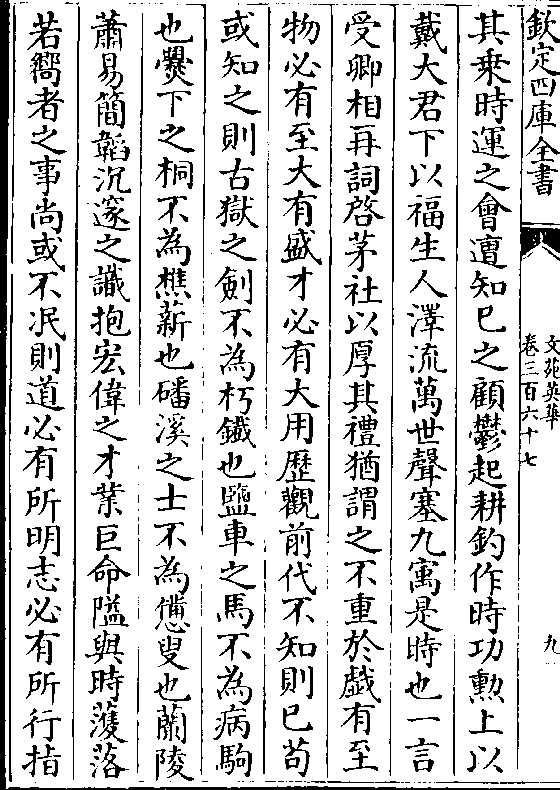 欽定四庫全書
文苑英華
卷三百六十七
九
其乗時運之會遭知巳之顧鬱起耕釣作時功勲上以
戴大君下以福生人澤流萬世聲塞九㝢是時也一言
受卿相再詞啓茅社以厚其禮猶謂之不重於戯有至
物必有至大有盛才必有大用歴觀前代不知則已茍
或知之則古獄之劍不為朽鐵也鹽車之馬不為病駒
也爨下之桐不為樵薪也磻溪之士不為憊叟也蘭陵
蕭易簡韜沉邃之識抱宏偉之才業巨命隘與時濩落
若嚮者之事尚或不泯則道必有所明志必有所行指